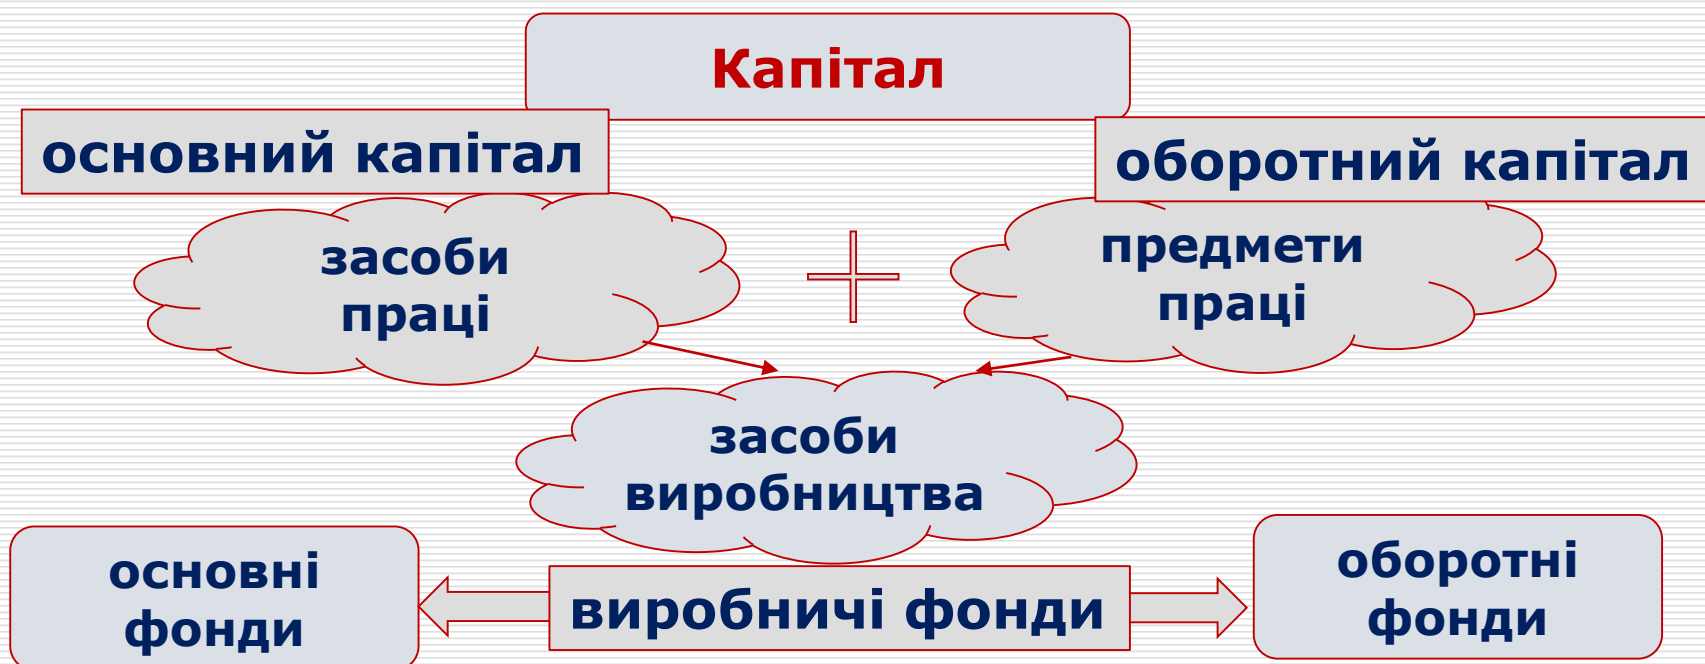 Капітал
основний капітал
оборотний капітал
засоби
праці
предмети
праці
засоби
виробництва
основні
фонди
виробничі фонди
оборотні
фонди